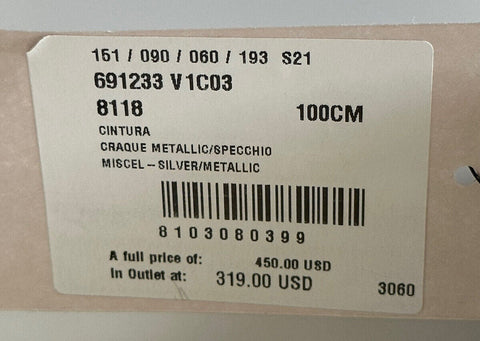 151 / 090 / 060 / 193 S21
691233 V1C03
8118 100CM
CINTURA
CRAQUE METALLIC/SPECCHIO
MISCEL-SILVER/METALLIC
8103080399
A full price of: 450.00 USD
In Outlet at: 319.00 USD
3060